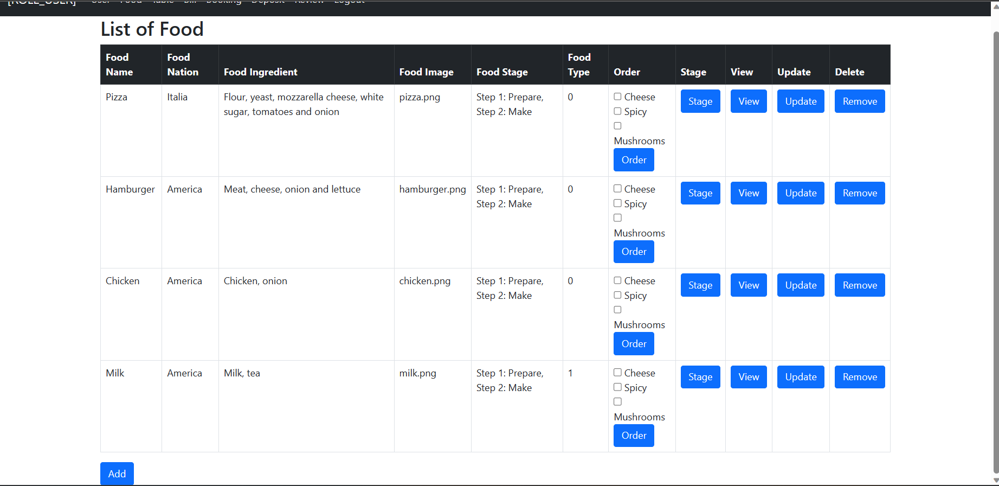 [ROLE_USER] User Food Table Bill Booking Deposit Review Logout
List of Food
Food Name Food Nation Food Ingredient Food Image Food Stage Food Type Order Stage View Update Delete
Pizza Italia Flour, yeast, mozzarella cheese, white pizza.png Step 1: Prepare, 0 Cheese Stage View Update Remove
sugar, tomatoes and onion Step 2: Make Spicy
Mushrooms
Order
Hamburger America Meat, cheese, onion and lettuce hamburger.png Step 1: Prepare, 0 Cheese Stage View Update Remove
Step 2: Make Spicy
Mushrooms
Order
Chicken America Chicken, onion chicken.png Step 1: Prepare, 0 Cheese Stage View Update Remove
Step 2: Make Spicy
Mushrooms
Order
Milk America Milk, tea milk.png Step 1: Prepare, 1 Cheese Stage View Update Remove
Step 2: Make Spicy
Mushrooms
Order
Add